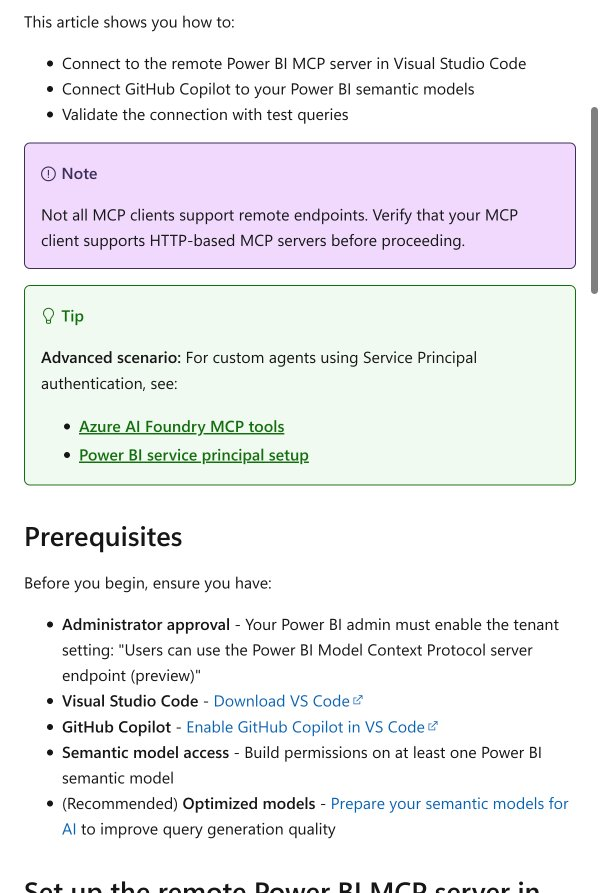 This article shows you how to:
Connect to the remote Power BI MCP server in Visual Studio Code
Connect GitHub Copilot to your Power BI semantic models
Validate the connection with test queries
Note
Not all MCP clients support remote endpoints. Verify that your MCP
client supports HTTP-based MCP servers before proceeding.
Tip
Advanced scenario: For custom agents using Service Principal
authentication, see:
Azure AI Foundry MCP tools
Power BI service principal setup
Prerequisites
Before you begin, ensure you have:
Administrator approval - Your Power BI admin must enable the tenant
setting: "Users can use the Power BI Model Context Protocol server
endpoint (preview)"
Visual Studio Code - Download VS Code
GitHub Copilot - Enable GitHub Copilot in VS Code
Semantic model access - Build permissions on at least one Power BI
semantic model
(Recommended) Optimized models - Prepare your semantic models for
AI to improve query generation quality
Set up the remote Power BI MCP server in